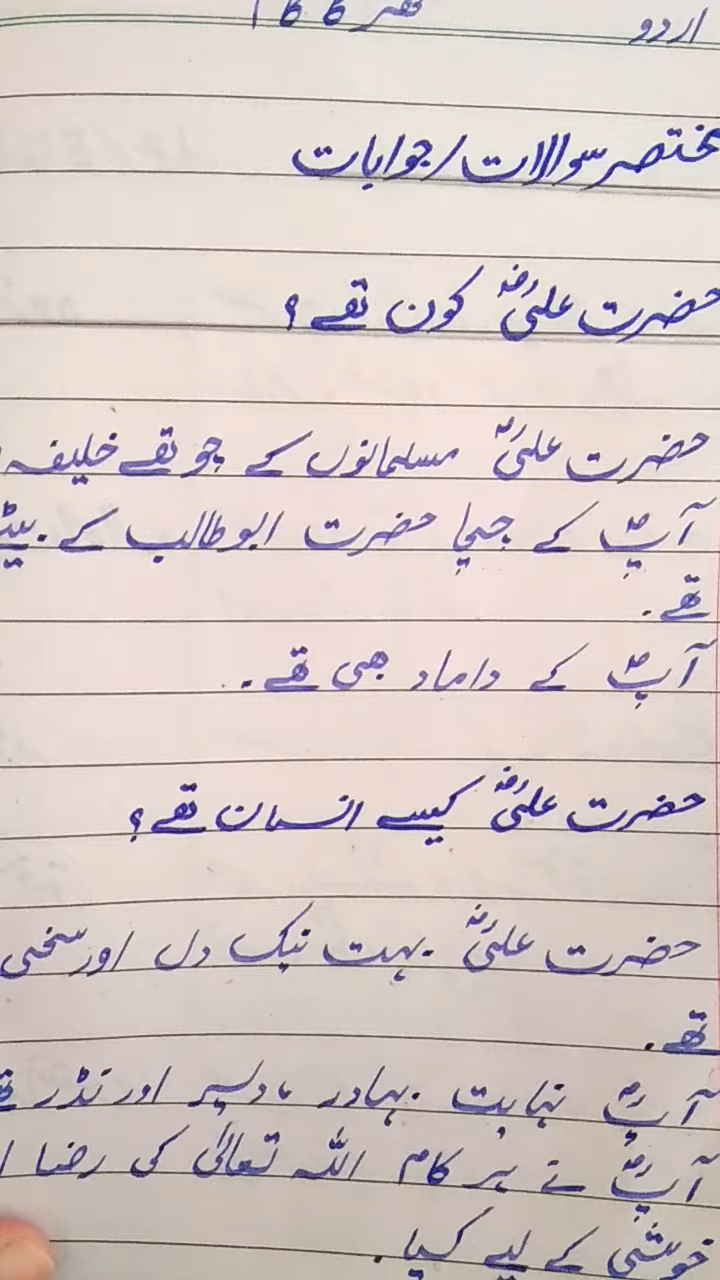 اردو
مختصر سوالات/جوابات
حضرت علیؓ کون تھے؟
حضرت علیؓ مسلمانوں کے چوتھے خلیفہ
آپؐ کے چچا حضرت ابو طالب کے بیٹے
تھے۔
آپؐ کے داماد بھی تھے۔
حضرت علیؓ کیسے انسان تھے؟
حضرت علیؓ بہت نیک دل اور سخی
تھے۔
آپؓ نہایت بہادر، دلیر اور نڈر
آپؓ نے ہر کام اللہ تعالیٰ کی رضا
خوشی کے لیے کیا۔